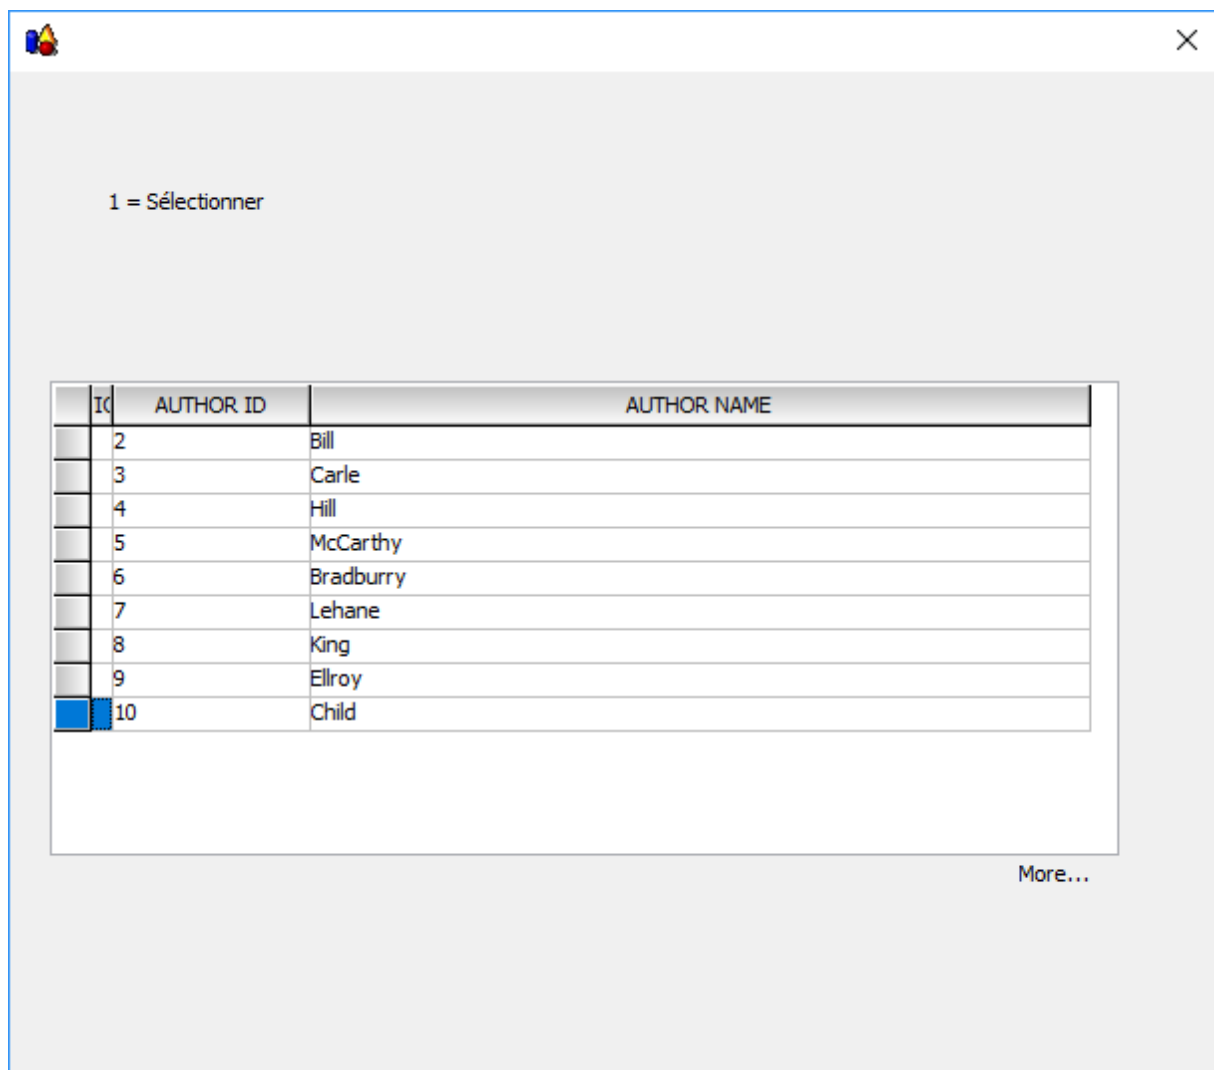 1 = Sélectionner
AUTHOR ID AUTHOR NAME
2 Bill
3 Carle
4 Hill
5 McCarthy
6 Bradburry
7 Lehane
8 King
9 Ellroy
10 Child
More...